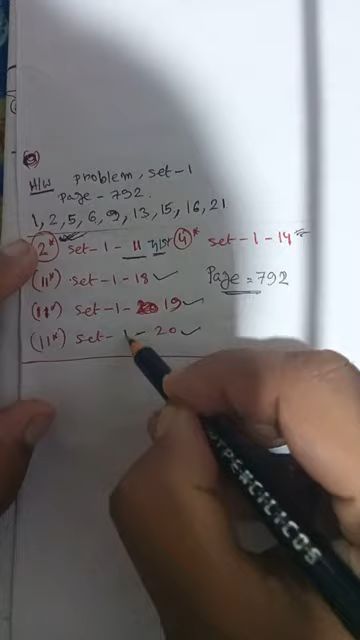 H/W problem, set-1
Page - 792.
1, 2, 5, 6, 9, 13, 15, 16, 21
2* set-1-11 4* set-1-14
(11*) set-1-18 ✓ Page = 792
(11*) set-1- 19 ✓
(11*) set-1-20 ✓
PENCILICOS